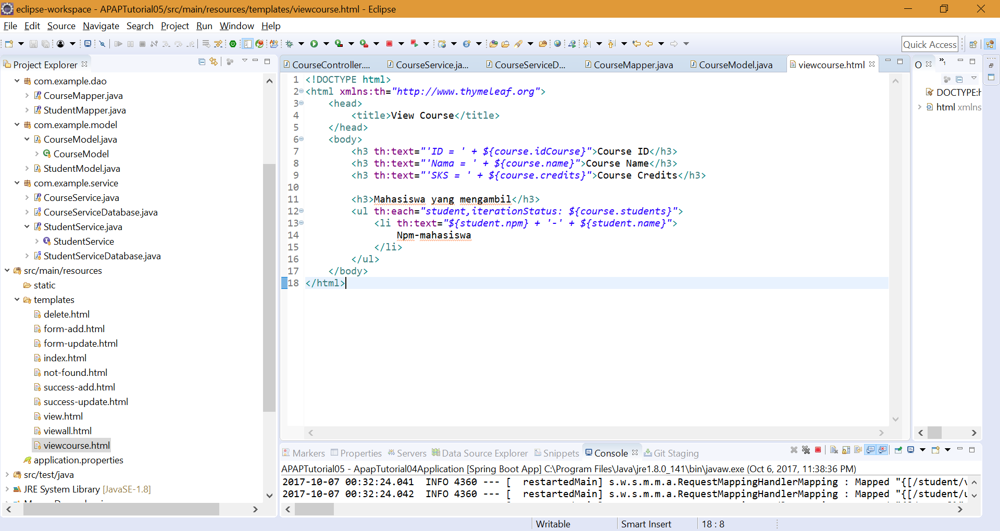 eclipse-workspace - APAPTutorial05/src/main/resources/templates/viewcourse.html - Eclipse
File Edit Source Navigate Search Project Run Window Help
Quick Access
Project Explorer
com.example.dao
CourseMapper.java
StudentMapper.java
com.example.model
CourseModel.java
CourseModel
StudentModel.java
com.example.service
CourseService.java
CourseServiceDatabase.java
StudentService.java
StudentService
StudentServiceDatabase.java
src/main/resources
static
templates
delete.html
form-add.html
form-update.html
index.html
not-found.html
success-add.html
success-update.html
view.html
viewall.html
viewcourse.html
application.properties
src/test/java
JRE System Library [JavaSE-1.8]
CourseController.... CourseService.ja... CourseServiceD... CourseMapper.java CourseModel.java viewcourse.html
1 <!DOCTYPE html>
2 <html xmlns:th="http://www.thymeleaf.org">
3 <head>
4 <title>View Course</title>
5 </head>
6 <body>
7 <h3 th:text="'ID = ' + ${course.idCourse}">Course ID</h3>
8 <h3 th:text="'Nama = ' + ${course.name}">Course Name</h3>
9 <h3 th:text="'SKS = ' + ${course.credits}">Course Credits</h3>
10
11 <h3>Mahasiswa yang mengambil</h3>
12 <ul th:each="student,iterationStatus: ${course.students}">
13 <li th:text="${student.npm} + '-' + ${student.name}">
14 Npm-mahasiswa
15 </li>
16 </ul>
17 </body>
18 </html>
O »1
DOCTYPE:h
html xmlns
Markers Properties Servers Data Source Explorer Snippets Console Git Staging
APAPTutorial05 - ApapTutorial04Application [Spring Boot App] C:\Program Files\Java\jre1.8.0_141\bin\javaw.exe (Oct 6, 2017, 11:38:36 PM)
2017-10-07 00:32:24.041 INFO 4360 --- [ restartedMain] s.w.s.m.m.a.RequestMappingHandlerMapping : Mapped "{[/student/v
2017-10-07 00:32:24.042 INFO 4360 --- [ restartedMain] s.w.s.m.m.a.RequestMappingHandlerMapping : Mapped "{[/student/u
Writable Smart Insert 18 : 8